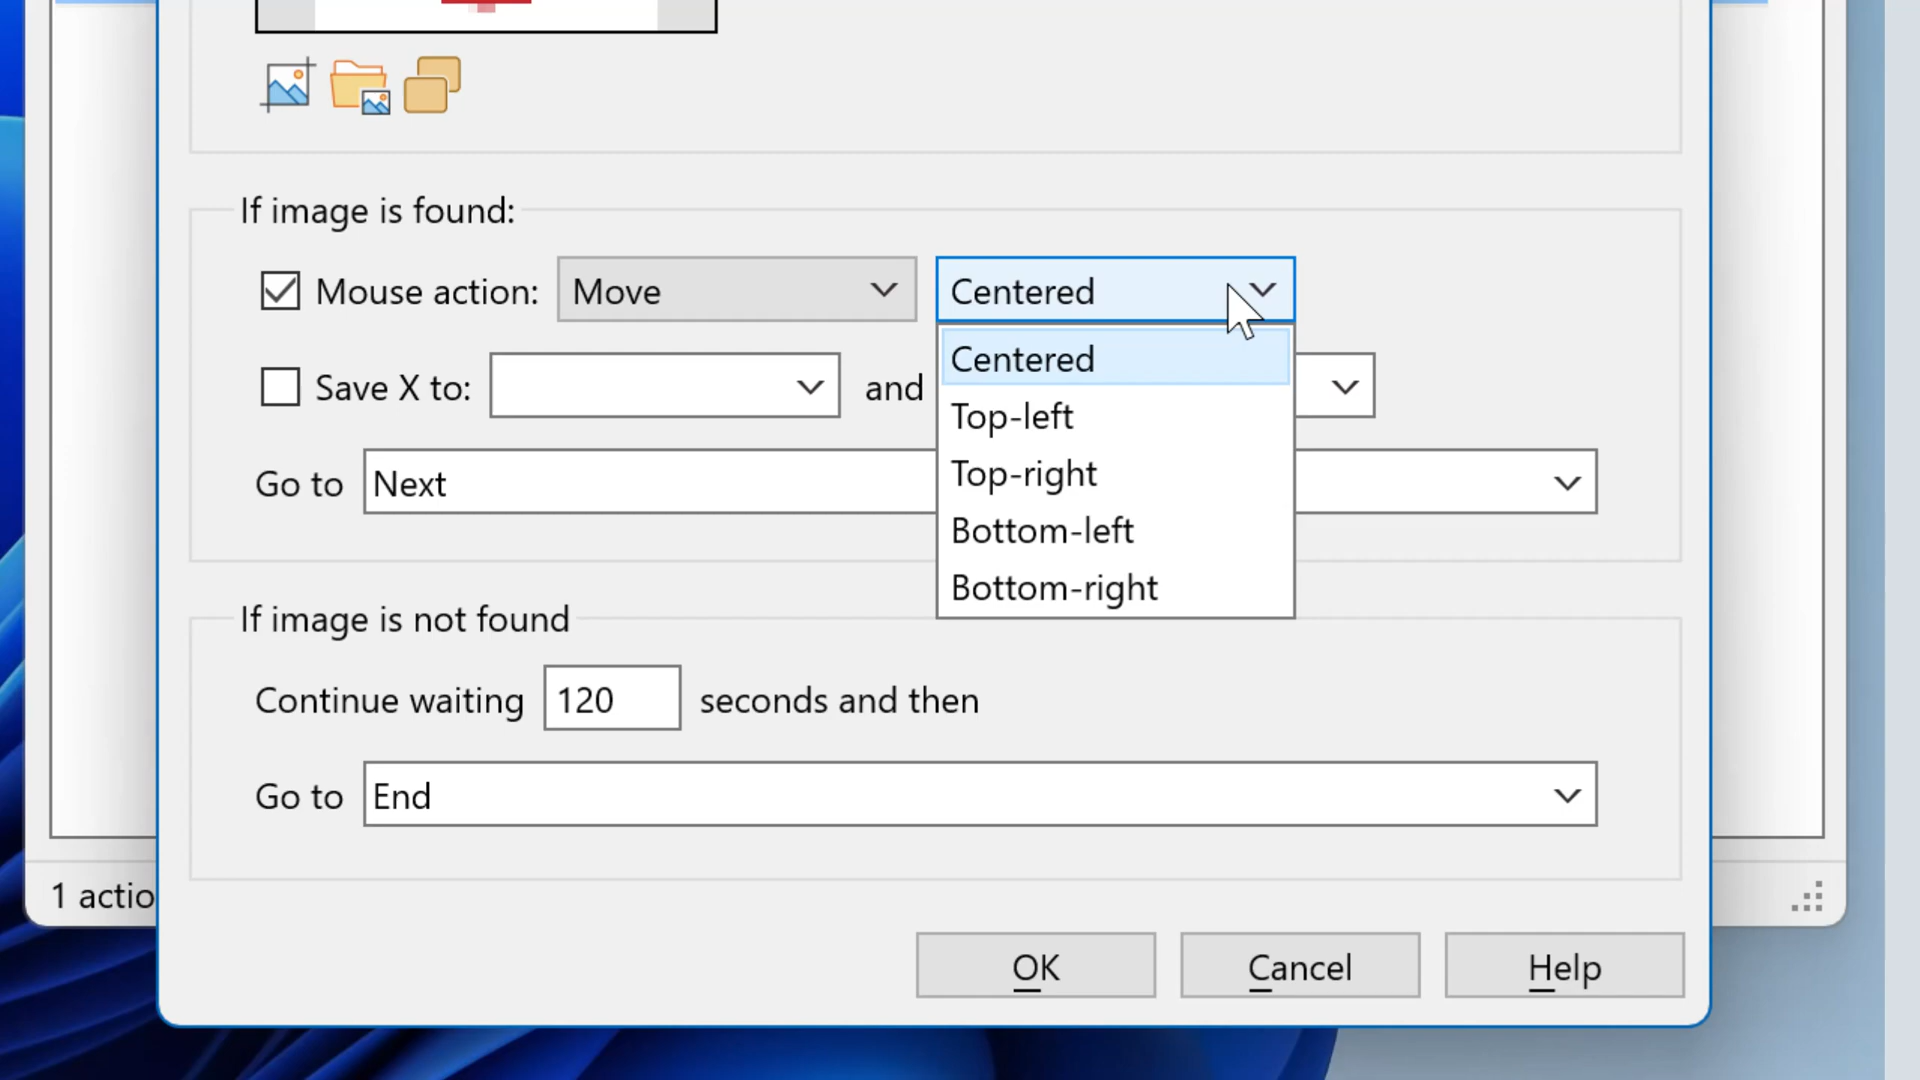 If image is found:
Mouse action: Move Centered
Centered
Save X to: and
Top-left
Top-right
Go to Next
Bottom-left
Bottom-right
If image is not found
Continue waiting 120 seconds and then
Go to End
1 actio
OK Cancel Help